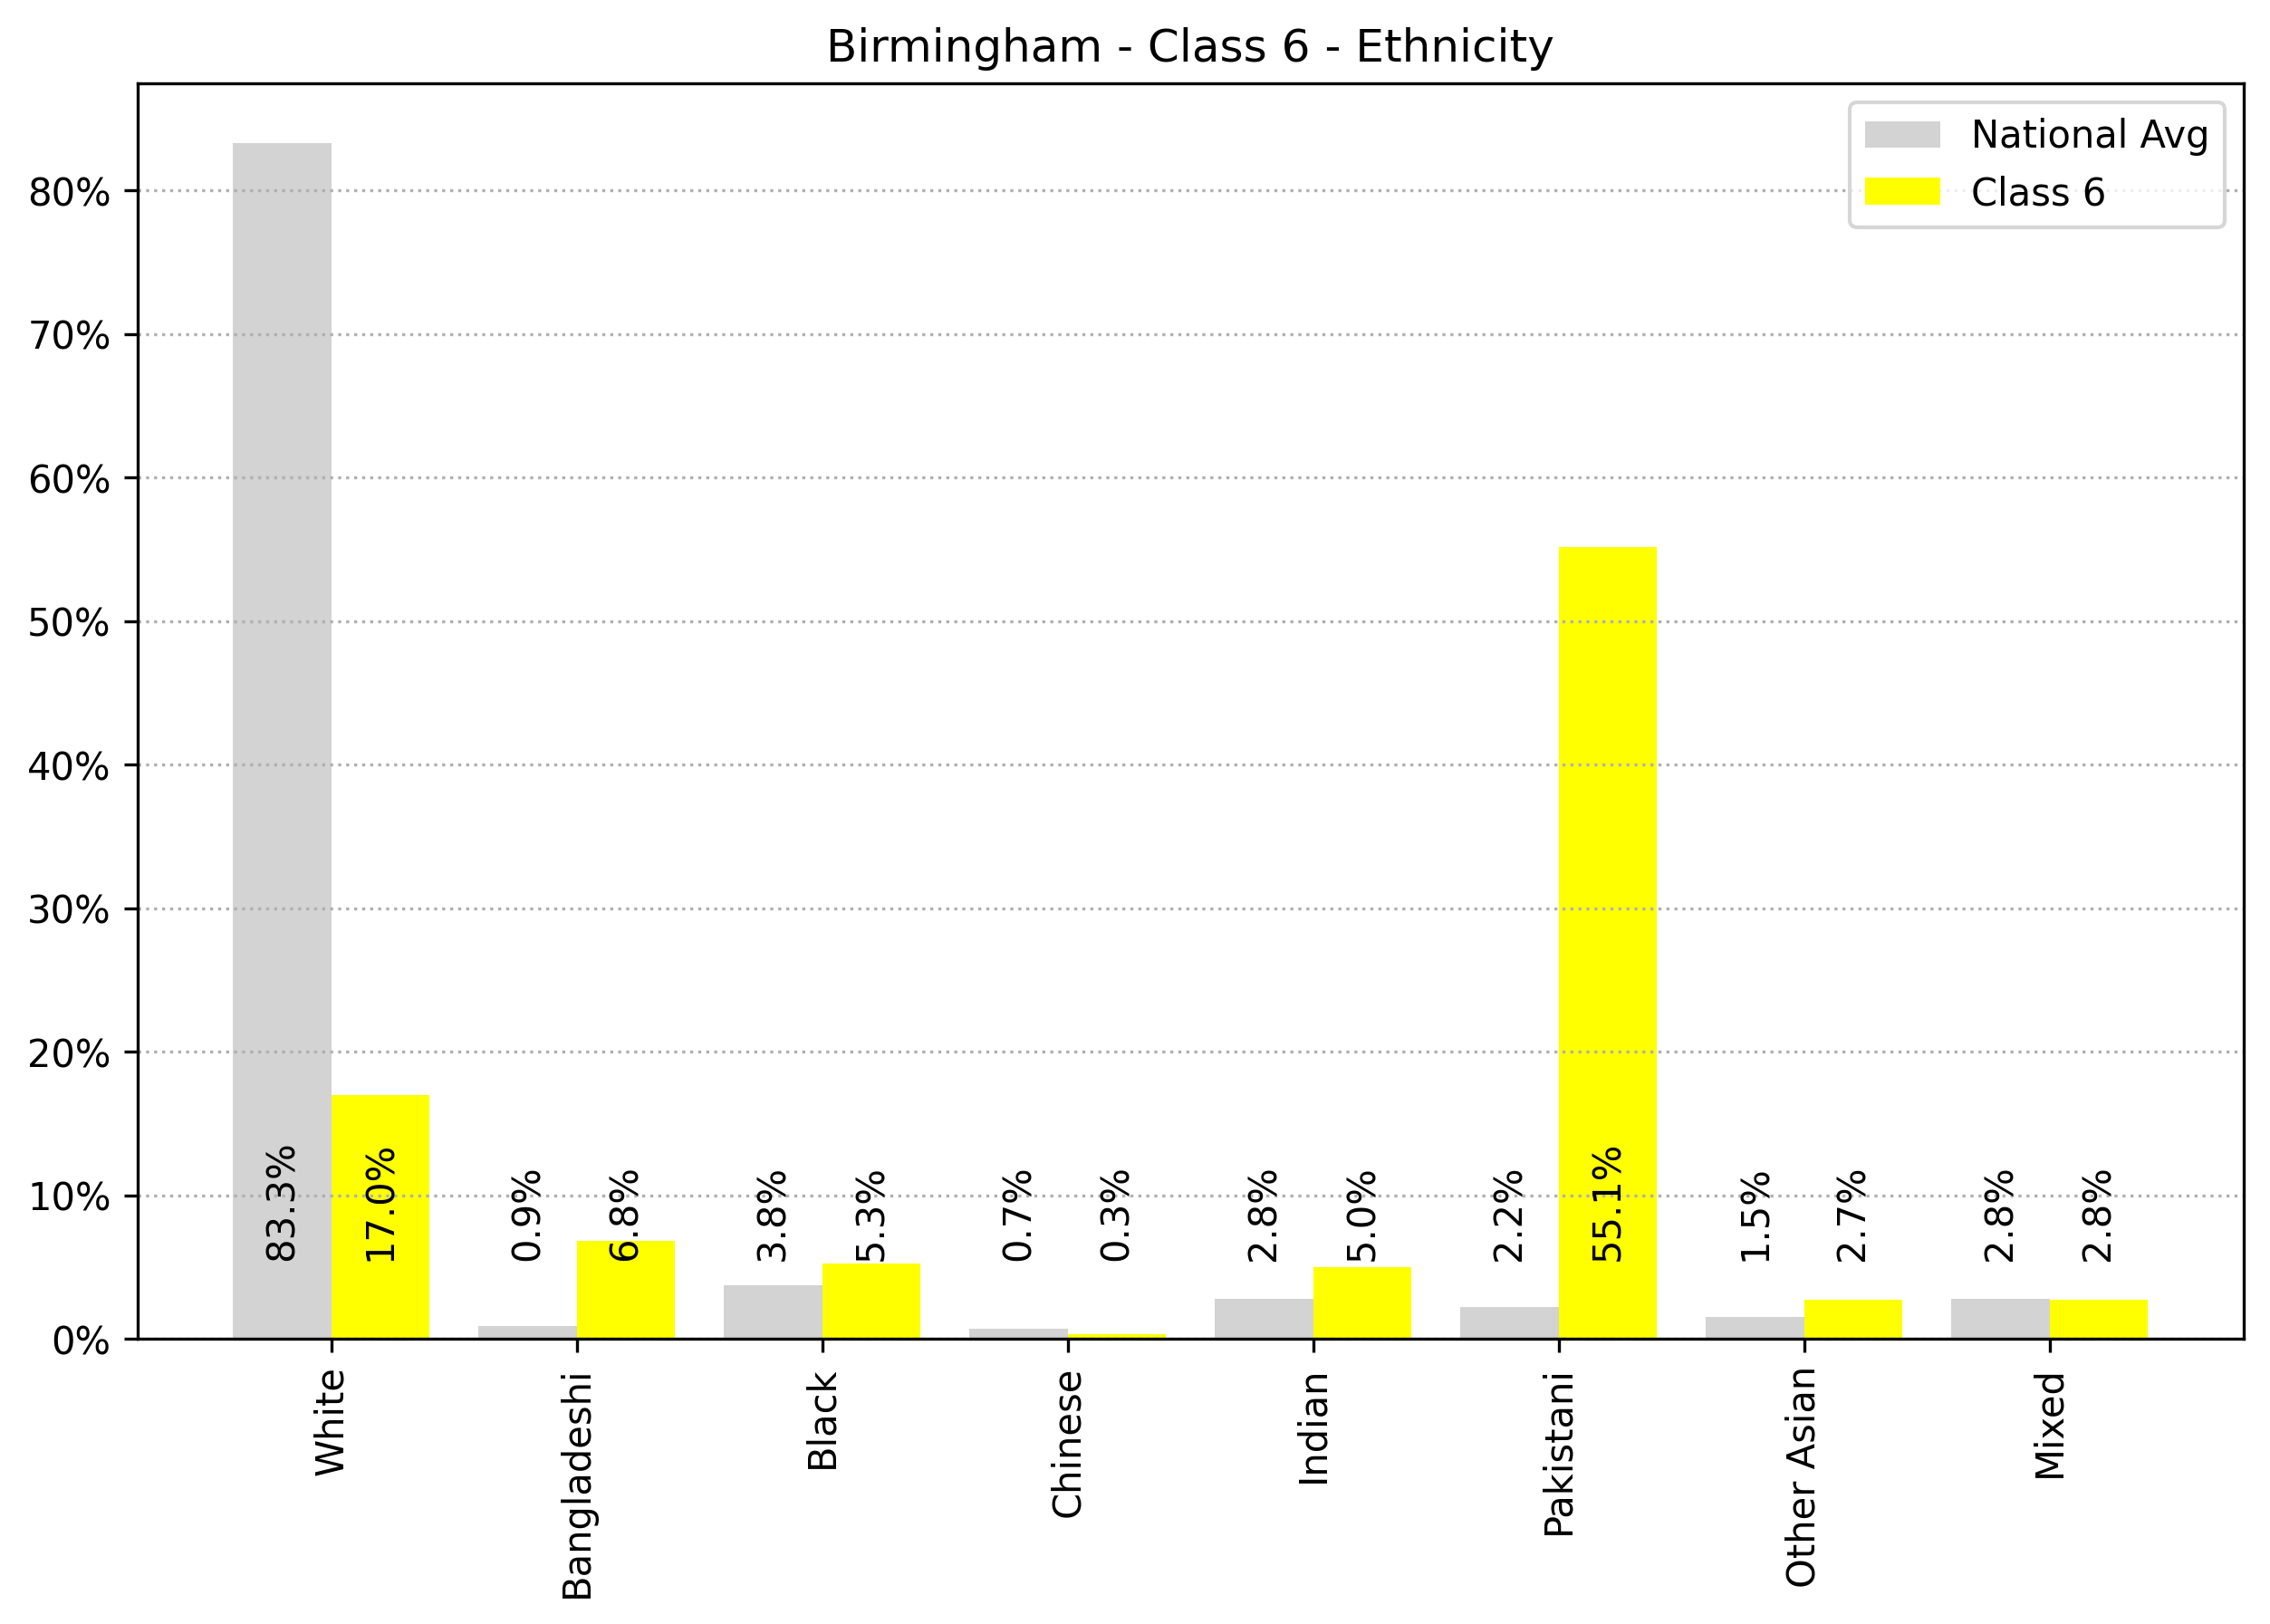 Birmingham - Class 6 - Ethnicity
National Avg
Class 6
80%
70%
60%
50%
40%
30%
20%
10%
0%
83.3%
17.0%
0.9%
6.8%
3.8%
5.3%
0.7%
0.3%
2.8%
5.0%
2.2%
55.1%
1.5%
2.7%
2.8%
2.8%
White
Bangladeshi
Black
Chinese
Indian
Pakistani
Other Asian
Mixed